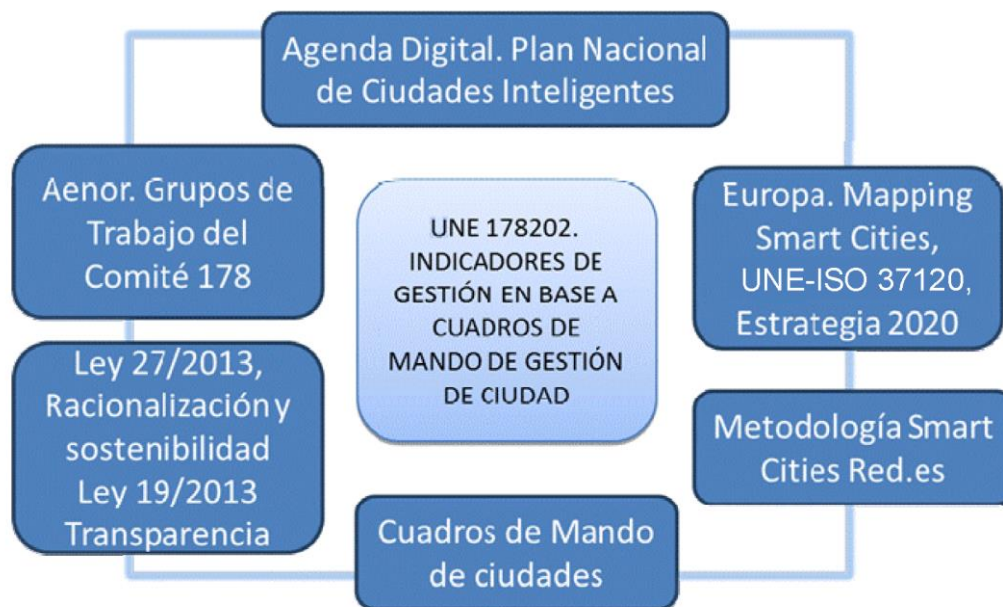 Agenda Digital. Plan Nacional
de Ciudades Inteligentes
Aenor. Grupos de
Trabajo del
Comité 178
UNE 178202.
INDICADORES DE
GESTIÓN EN BASE A
CUADROS DE
MANDO DE GESTIÓN
DE CIUDAD
Europa. Mapping
Smart Cities,
UNE-ISO 37120,
Estrategia 2020
Ley 27/2013,
Racionalización y
sostenibilidad
Ley 19/2013
Transparencia
Metodología Smart
Cities Red.es
Cuadros de Mando
de ciudades